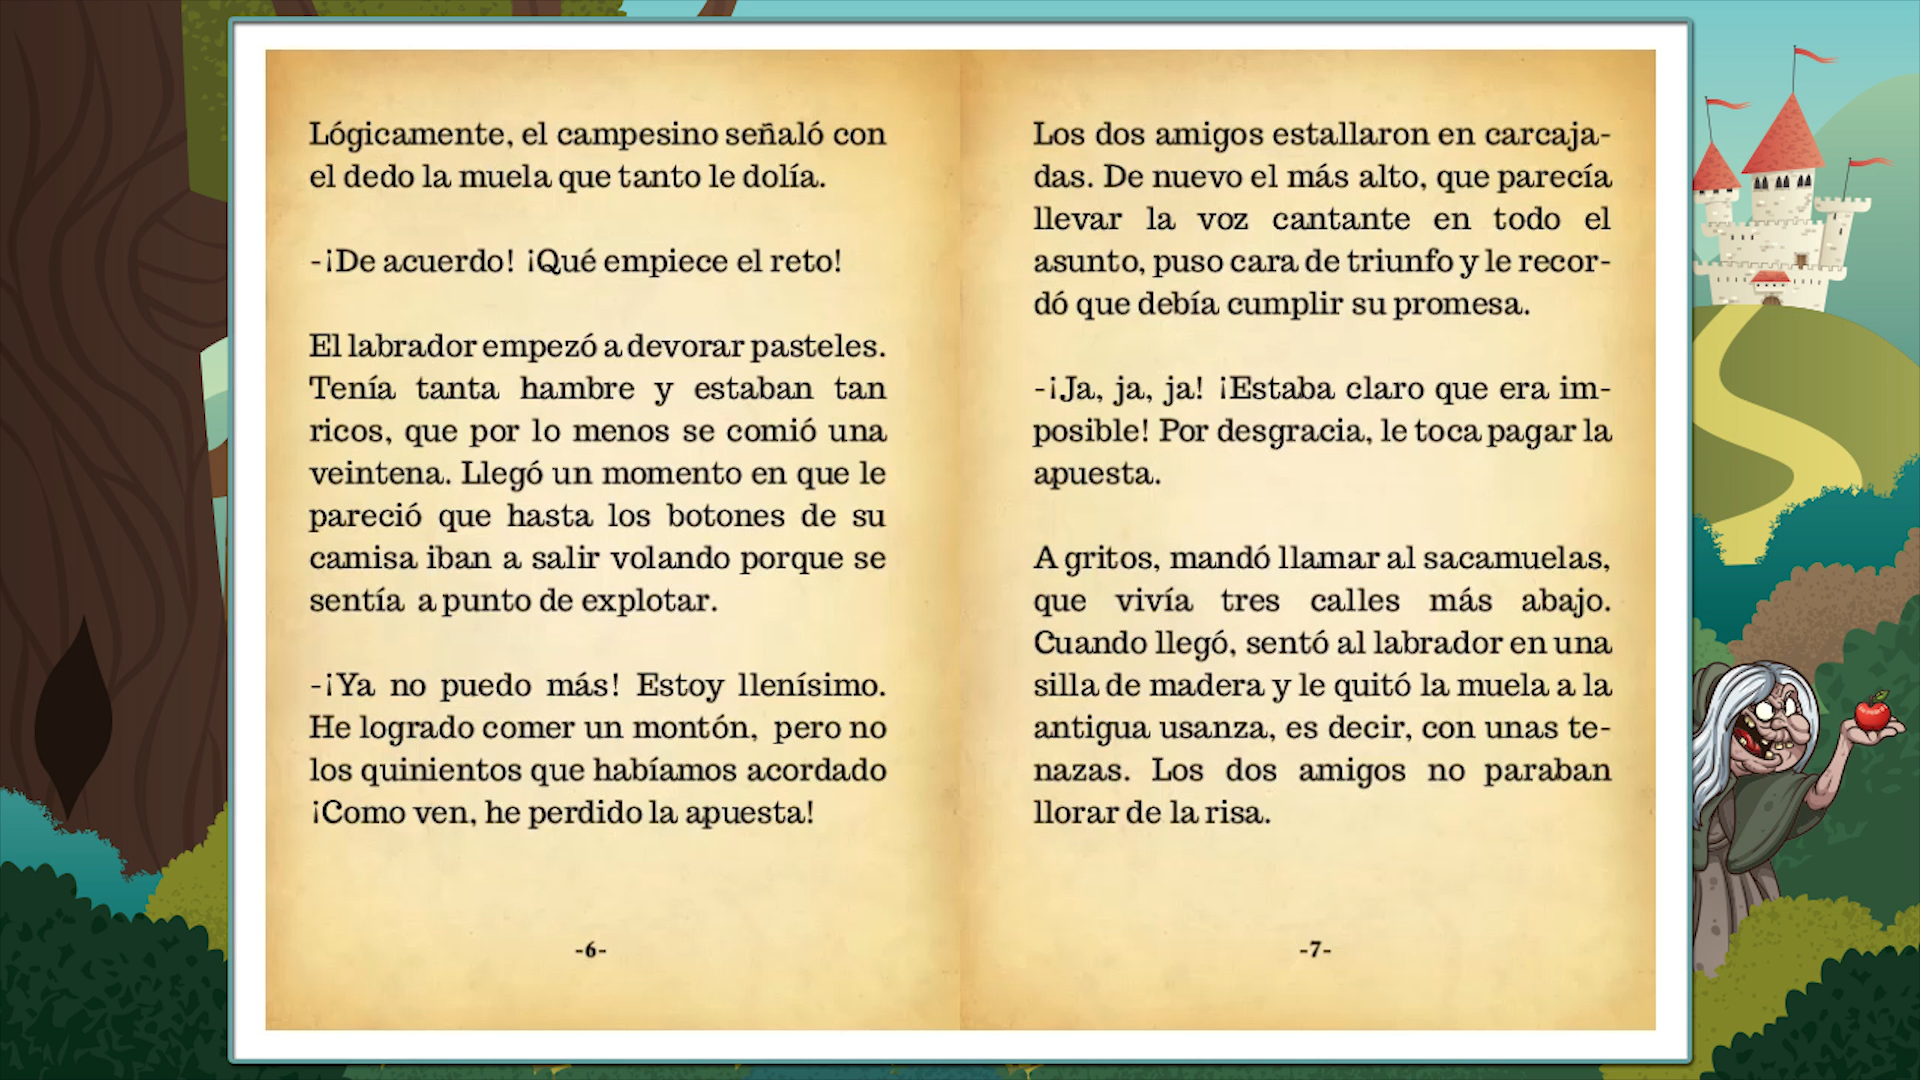 Lógicamente, el campesino señaló con
el dedo la muela que tanto le dolía.
-¡De acuerdo! ¡Qué empiece el reto!
El labrador empezó a devorar pasteles.
Tenía tanta hambre y estaban tan
ricos, que por lo menos se comió una
veintena. Llegó un momento en que le
pareció que hasta los botones de su
camisa iban a salir volando porque se
sentía a punto de explotar.
-¡Ya no puedo más! Estoy llenísimo.
He logrado comer un montón, pero no
los quinientos que habíamos acordado
¡Como ven, he perdido la apuesta!
-6-
Los dos amigos estallaron en carcaja-
das. De nuevo el más alto, que parecía
llevar la voz cantante en todo el
asunto, puso cara de triunfo y le recor-
dó que debía cumplir su promesa.
-¡Ja, ja, ja! ¡Estaba claro que era im-
posible! Por desgracia, le toca pagar la
apuesta.
A gritos, mandó llamar al sacamuelas,
que vivía tres calles más abajo.
Cuando llegó, sentó al labrador en una
silla de madera y le quitó la muela a la
antigua usanza, es decir, con unas te-
nazas. Los dos amigos no paraban
llorar de la risa.
-7-